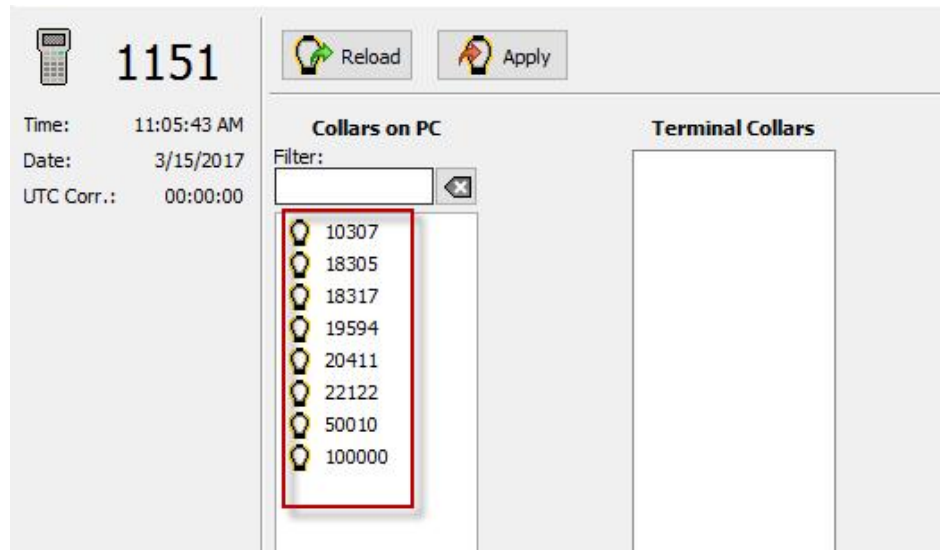 1151
Time: 11:05:43 AM
Date: 3/15/2017
UTC Corr.: 00:00:00
Reload
Apply
Collars on PC
Filter:
10307
18305
18317
19594
20411
22122
50010
100000
Terminal Collars